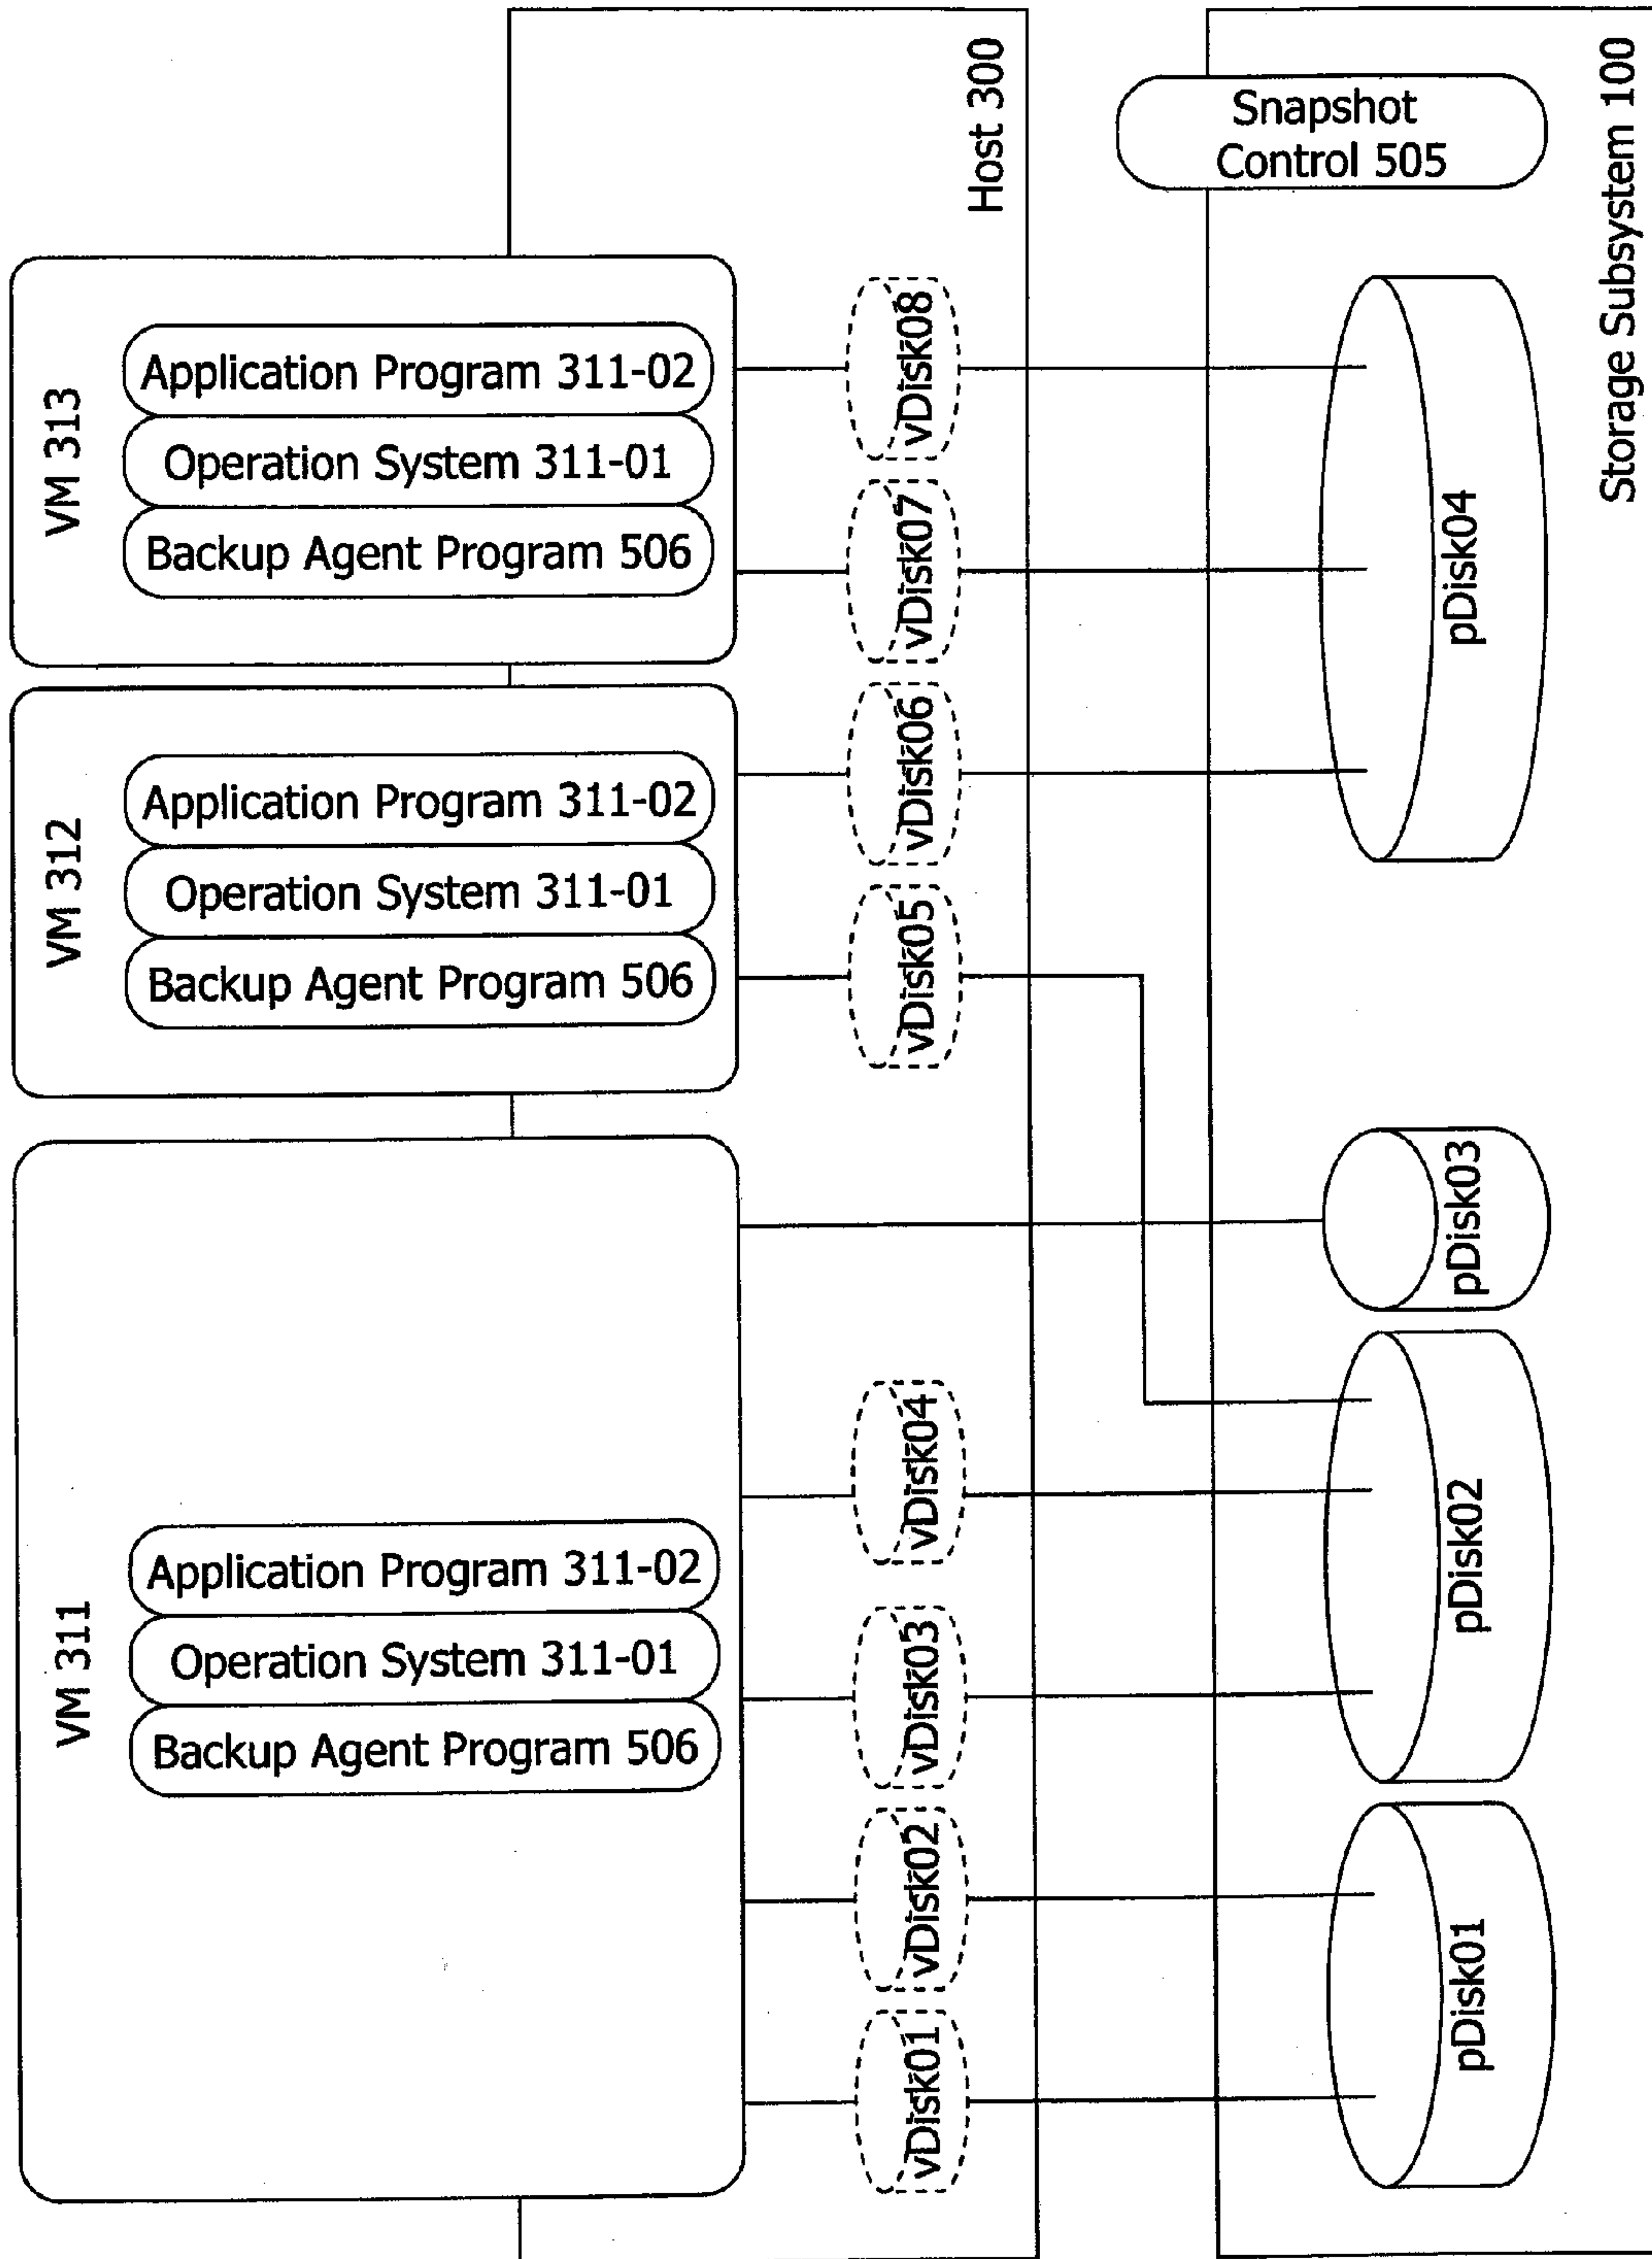 VM 311
Application Program 311-02
Operation System 311-01
Backup Agent Program 506
VM 312
Application Program 311-02
Operation System 311-01
Backup Agent Program 506
VM 313
Application Program 311-02
Operation System 311-01
Backup Agent Program 506
vDisk01
vDisk02
vDisk03
vDisk04
vDisk05
vDisk06
vDisk07
vDisk08
Host 300
Snapshot
Control 505
pDisk01
pDisk02
pDisk03
pDisk04
Storage Subsystem 100